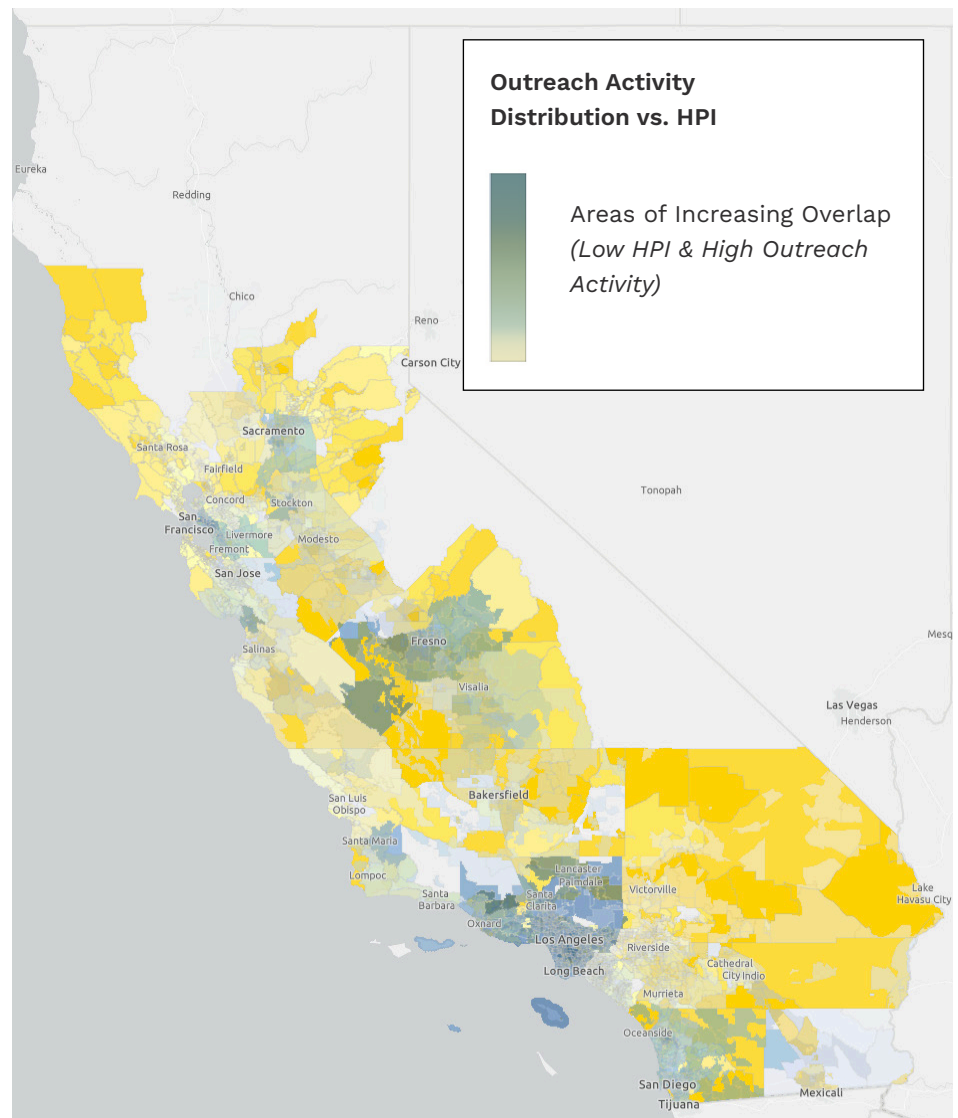 Outreach Activity
Distribution vs. HPI
Areas of Increasing Overlap
(Low HPI & High Outreach
Activity)
Eureka
Redding
Chico
Reno
Carson City
Sacramento
Santa Rosa
Fairfield
Concord
Stockton
San
Francisco
Livermore
Modesto
Fremont
San Jose
Tonopah
Salinas
Fresno
Mesq
Visalia
Las Vegas
Henderson
Bakersfield
San Luis
Obispo
Santa Maria
Lompoc
Santa
Barbara
Lancaster
Palmdale
Santa
Clarita
Victorville
Lake
Havasu City
Oxnard
Los Angeles
Riverside
Long Beach
Cathedral
City Indio
Murrieta
Oceanside
San Diego
Tijuana
Mexicali